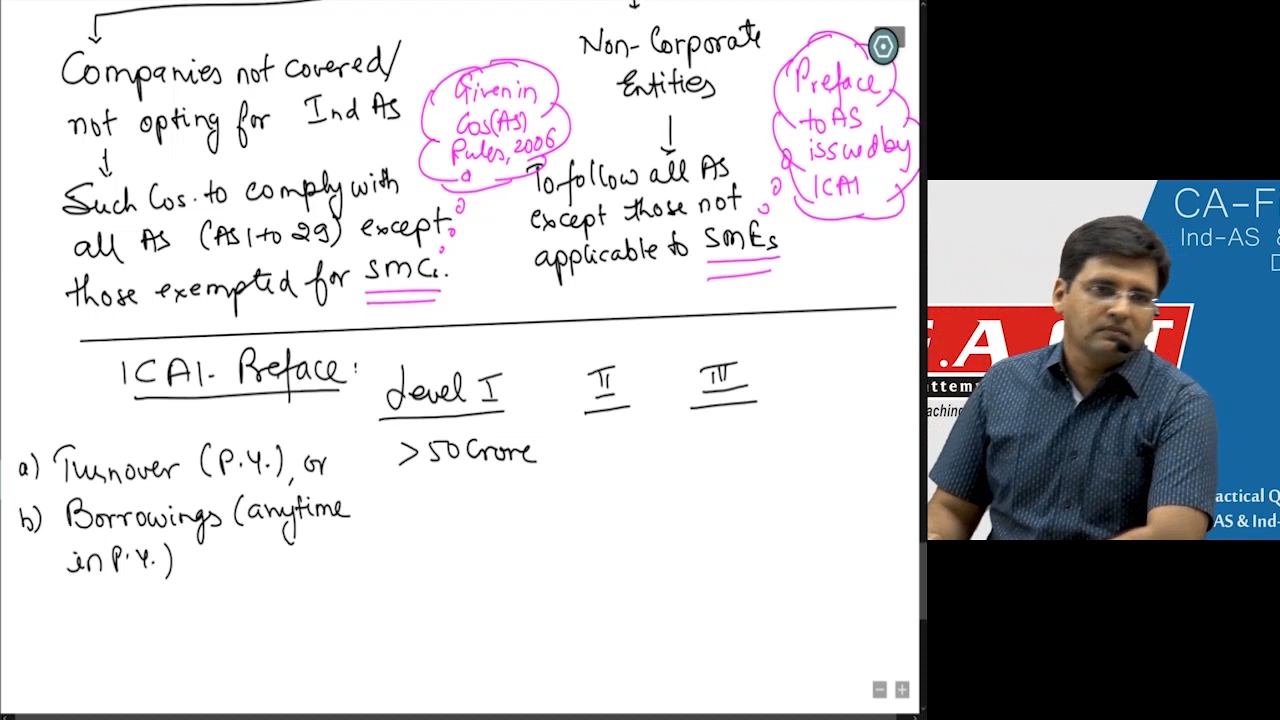 Companies not covered/
not opting for Ind AS
Such Cos. to comply with
all AS (AS 1 to 29) except
those exempted for SMCs.
Given in
Cos(AS)
Rules, 2006
Non-Corporate
Entities
To follow all AS
except those not
applicable to SMEs
Preface
to AS
issued by
ICAI
ICAI- Preface:
Level I II III
a) Turnover (P.Y.), or > 50 Crore
b) Borrowings (anytime
in P.Y.)
CA-F
Ind-AS &
D
F.A.
attemp
aching
actical Q
AS & Ind-